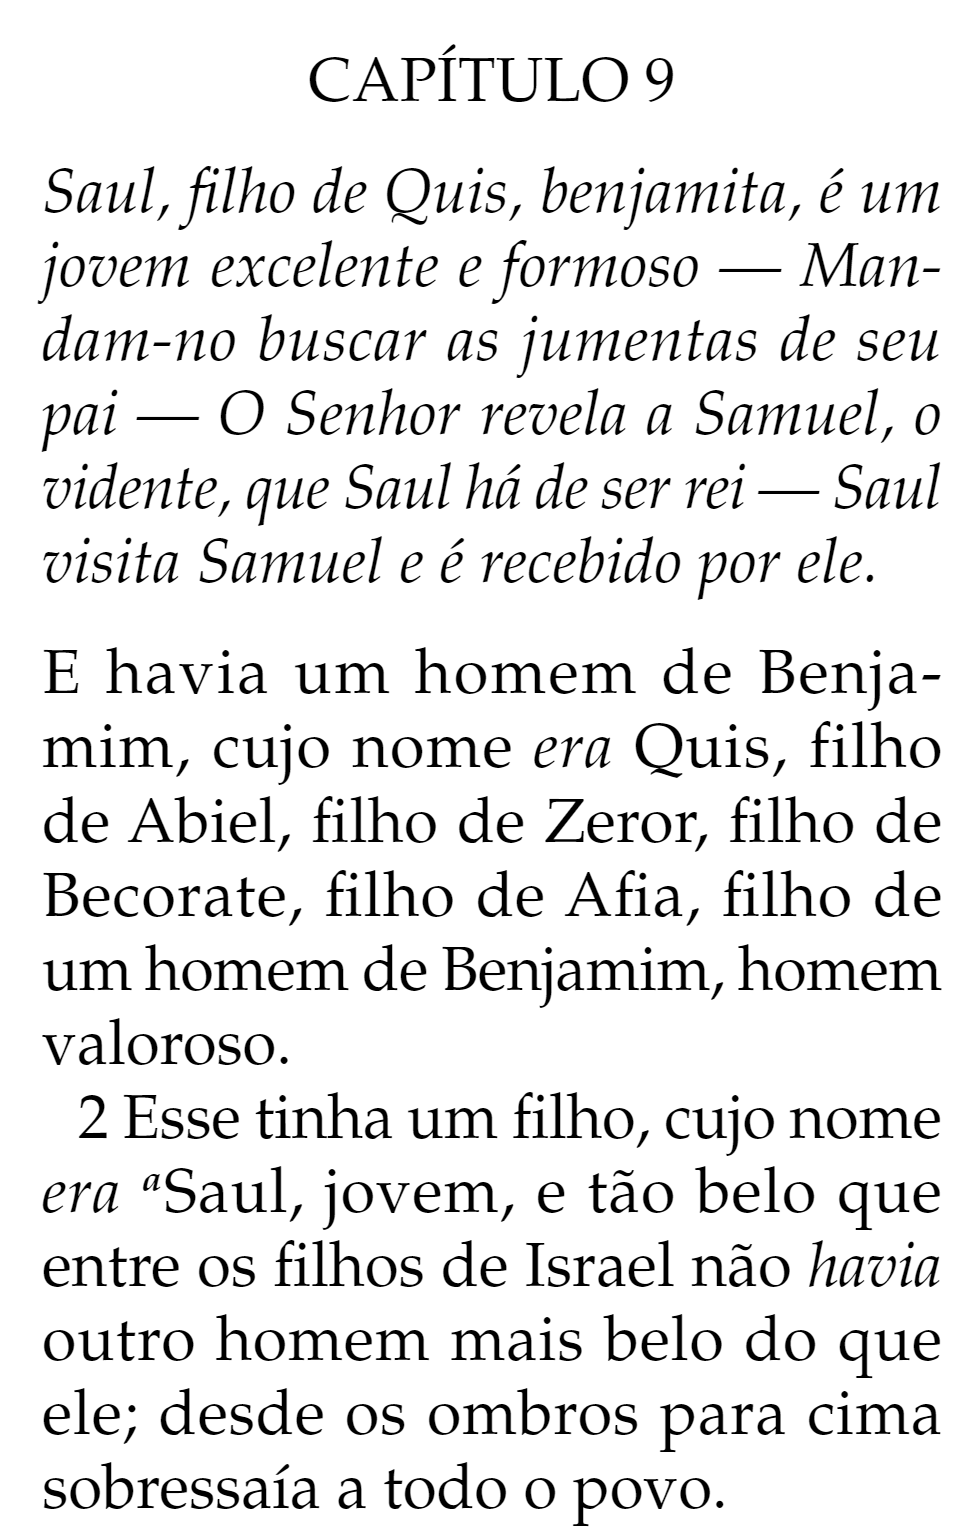 CAPÍTULO 9
Saul, filho de Quis, benjamita, é um
jovem excelente e formoso — Man-
dam-no buscar as jumentas de seu
pai — O Senhor revela a Samuel, o
vidente, que Saul há de ser rei — Saul
visita Samuel e é recebido por ele.
E havia um homem de Benja-
mim, cujo nome era Quis, filho
de Abiel, filho de Zeror, filho de
Becorate, filho de Afia, filho de
um homem de Benjamim, homem
valoroso.
2 Esse tinha um filho, cujo nome
era ᵃSaul, jovem, e tão belo que
entre os filhos de Israel não havia
outro homem mais belo do que
ele; desde os ombros para cima
sobressaía a todo o povo.